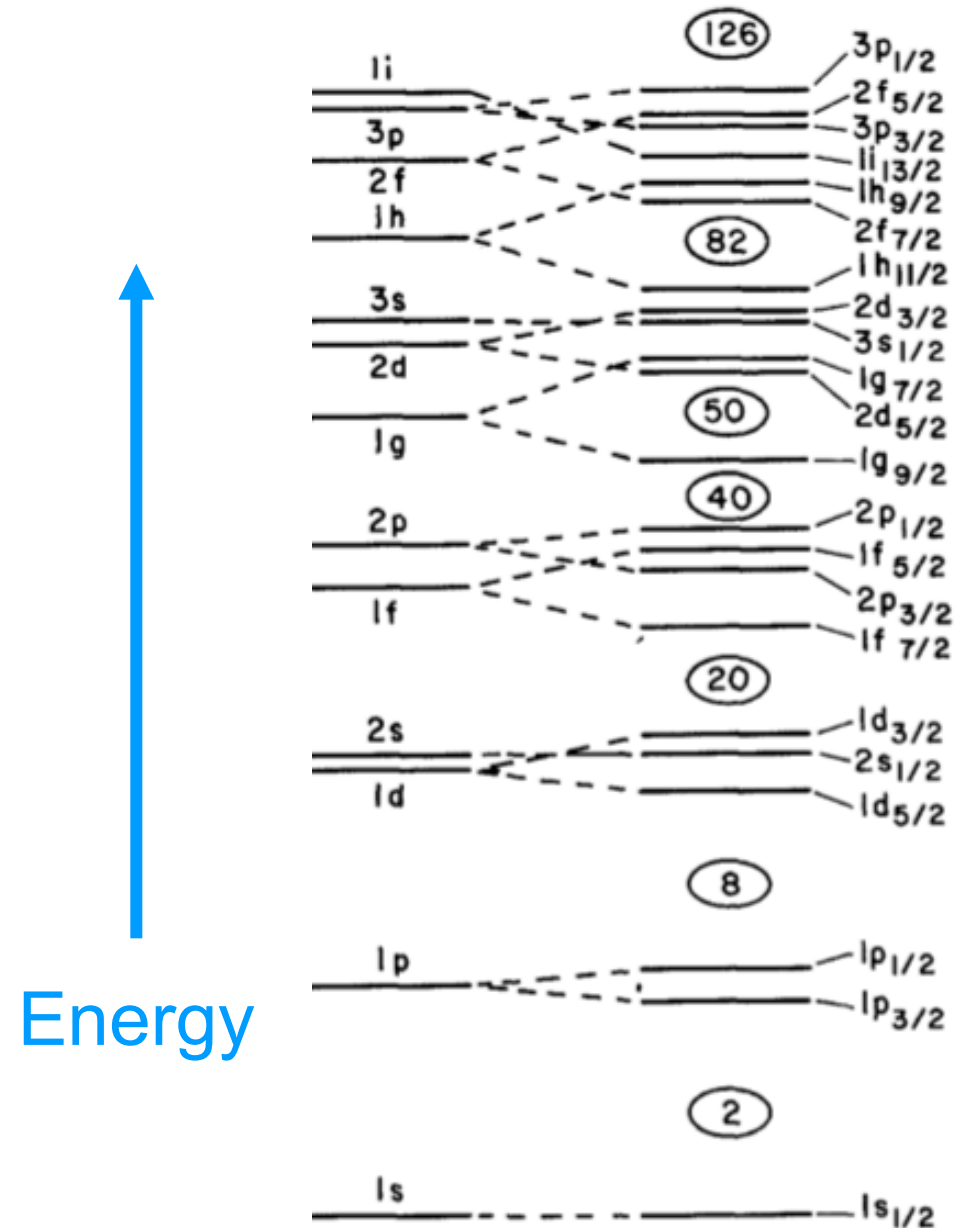 126
1i
3p1/2
2f5/2
3p
3p3/2
1i13/2
2f
1h9/2
1h
2f7/2
82
1h11/2
3s
2d3/2
3s1/2
2d
1g7/2
50
2d5/2
1g
1g9/2
40
2p
2p1/2
1f5/2
1f
2p3/2
1f7/2
20
2s
1d3/2
2s1/2
1d
1d5/2
8
1p
1p1/2
Energy
1p3/2
2
1s
1s1/2